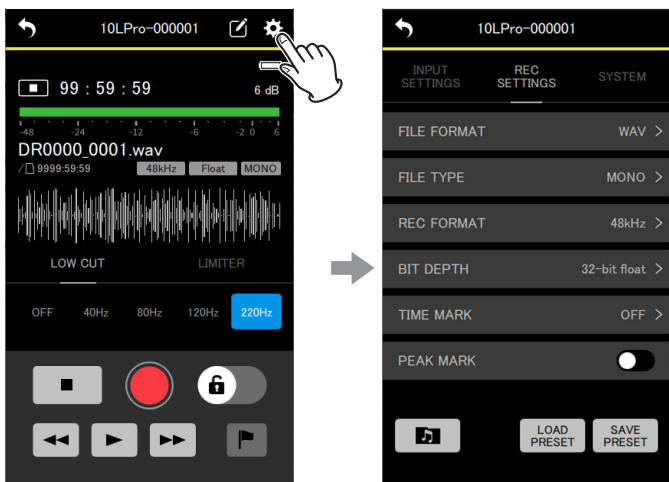 10LPro-000001
99 : 59 : 59
6 dB
-48 -24 -12 -6 -2 0 6
DR0000_0001.wav
/ 9999:59:59 48kHz Float MONO
LOW CUT LIMITER
OFF 40Hz 80Hz 120Hz 220Hz
10LPro-000001
INPUT SETTINGS
REC SETTINGS
SYSTEM
FILE FORMAT WAV >
FILE TYPE MONO >
REC FORMAT 48kHz >
BIT DEPTH 32-bit float >
TIME MARK OFF >
PEAK MARK
LOAD PRESET
SAVE PRESET